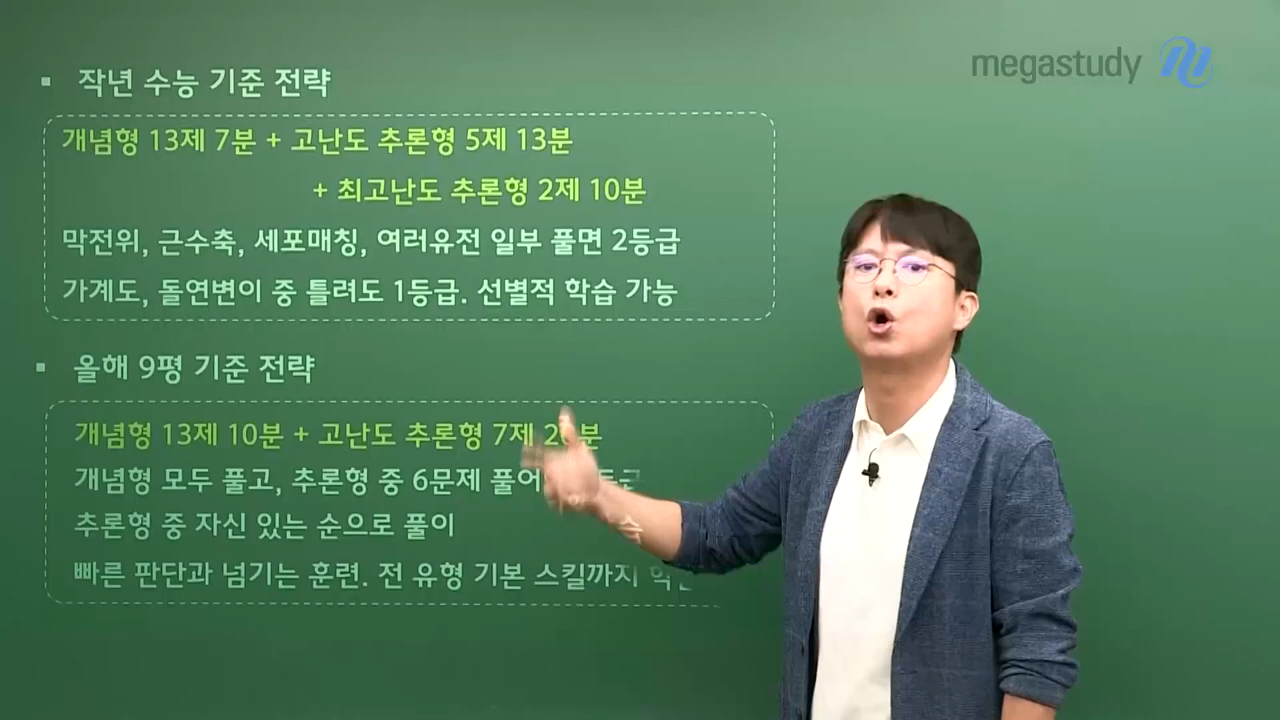 megastudy
▪ 작년 수능 기준 전략
개념형 13제 7분 + 고난도 추론형 5제 13분
+ 최고난도 추론형 2제 10분
막전위, 근수축, 세포매칭, 여러유전 일부 풀면 2등급
가계도, 돌연변이 중 틀려도 1등급. 선별적 학습 가능
▪ 올해 9평 기준 전략
개념형 13제 10분 + 고난도 추론형 7제
개념형 모두 풀고, 추론형 중 6문제
추론형 중 자신 있는 순으로 풀이
빠른 판단과 넘기는 훈련. 전 유형 기본 스킬까지